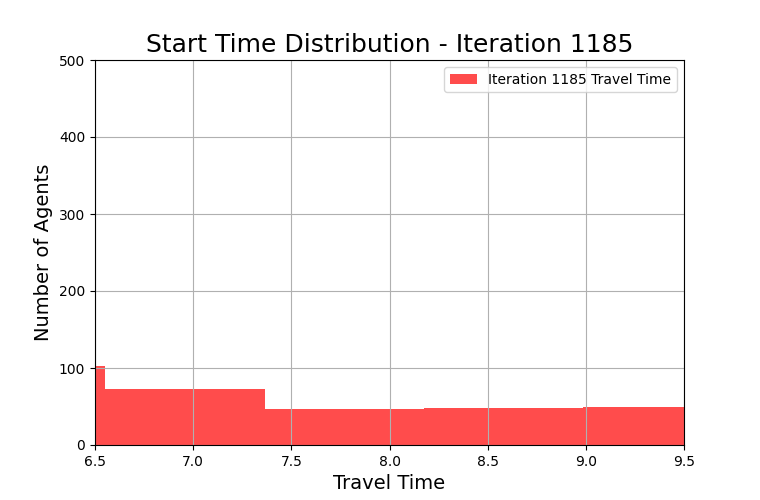 Start Time Distribution - Iteration 1185
Iteration 1185 Travel Time
Number of Agents
500
400
300
200
100
0
6.5 7.0 7.5 8.0 8.5 9.0 9.5
Travel Time